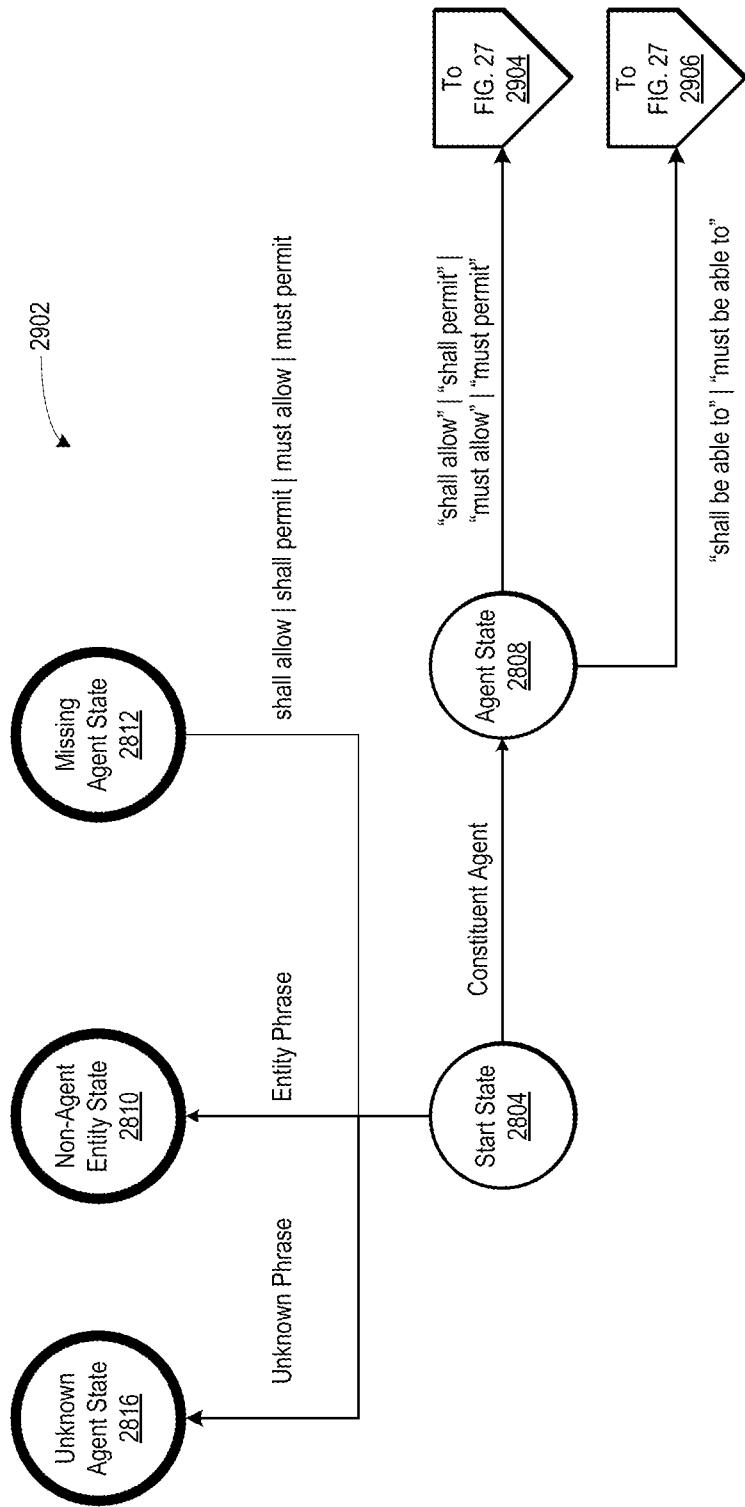 2902
Unknown
Agent State
2816
Non-Agent
Entity State
2810
Missing
Agent State
2812
Unknown Phrase
Entity Phrase
shall allow | shall permit | must allow | must permit
Start State
2804
Constituent Agent
Agent State
2808
“shall allow” | “shall permit” |
“must allow” | “must permit”
To
FIG. 27
2904
“shall be able to” | “must be able to”
To
FIG. 27
2906